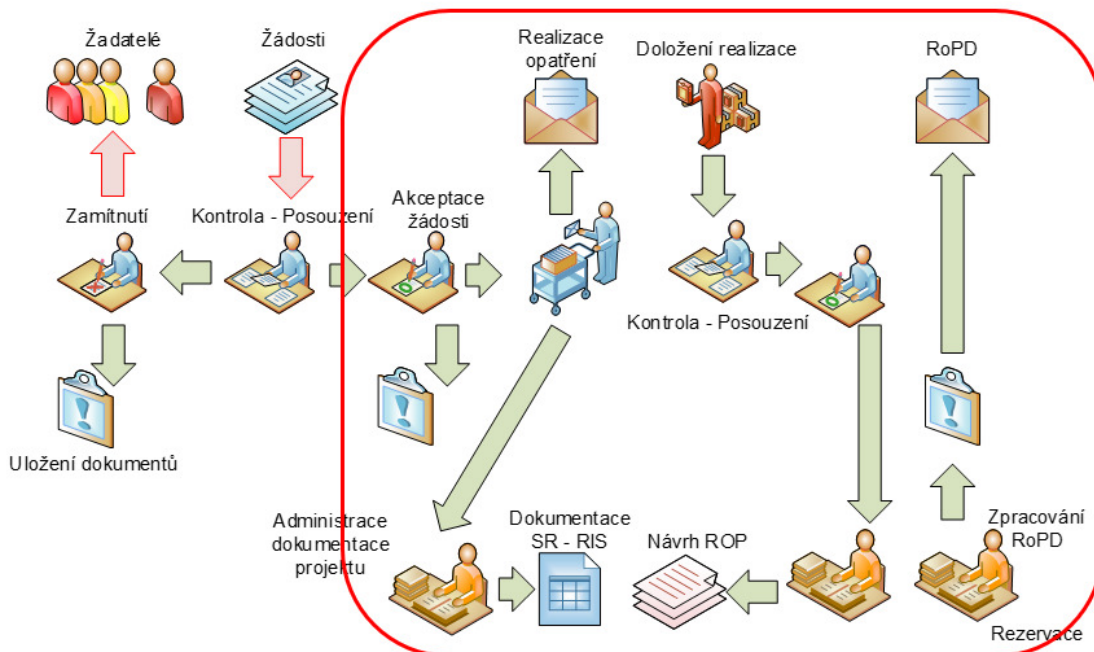 Žadatelé
Žádosti
Realizace
opatření
Doložení realizace
RoPD
Zamítnutí
Kontrola - Posouzení
Akceptace
žádosti
Kontrola - Posouzení
Uložení dokumentů
Administrace
dokumentace
projektu
Dokumentace
SR - RIS
Návrh ROP
Zpracování
RoPD
Rezervace